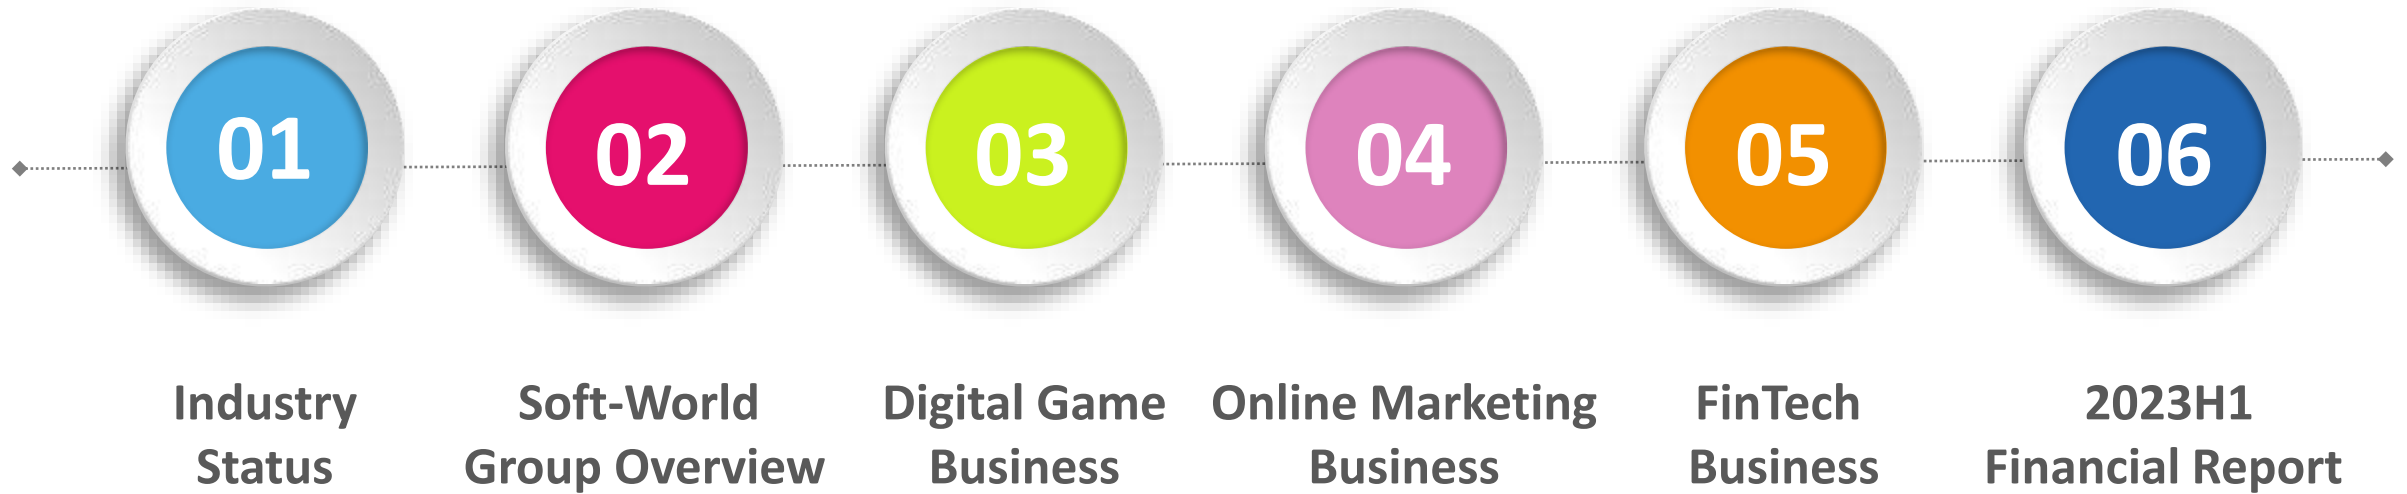 01
02
03
04
05
06
Industry
Status
Soft-World
Group Overview
Digital Game
Business
Online Marketing
Business
FinTech
Business
2023H1
Financial Report